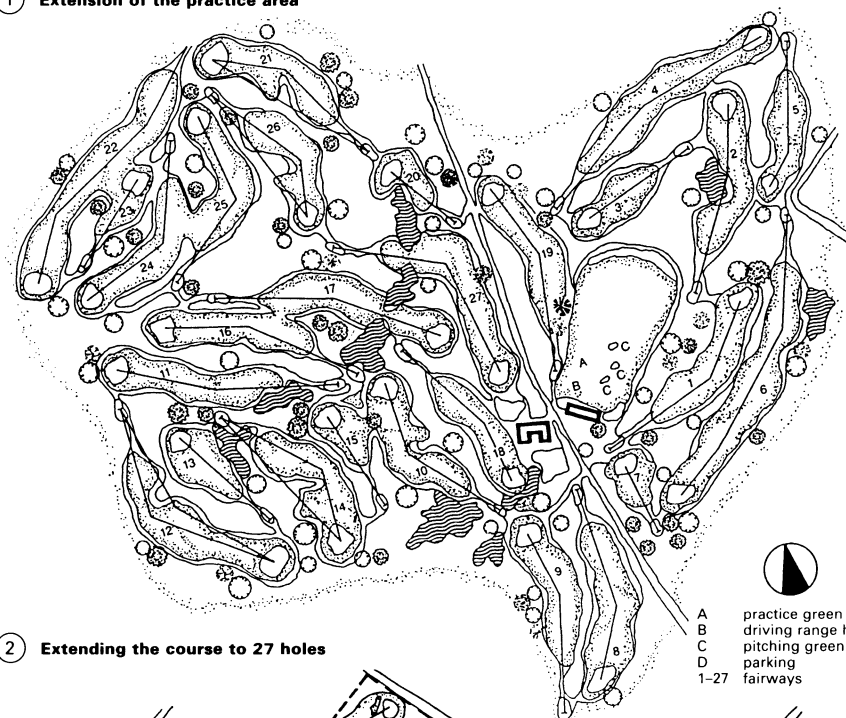 1 Extension of the practice area
21
4
5
26
22
2
20
25
23
3
19
24
17
27
16
C
A
C
B
C
1
11
6
15
18
13
10
7
14
12
9
8
A practice green
B driving range
C pitching green
D parking
1–27 fairways
2 Extending the course to 27 holes